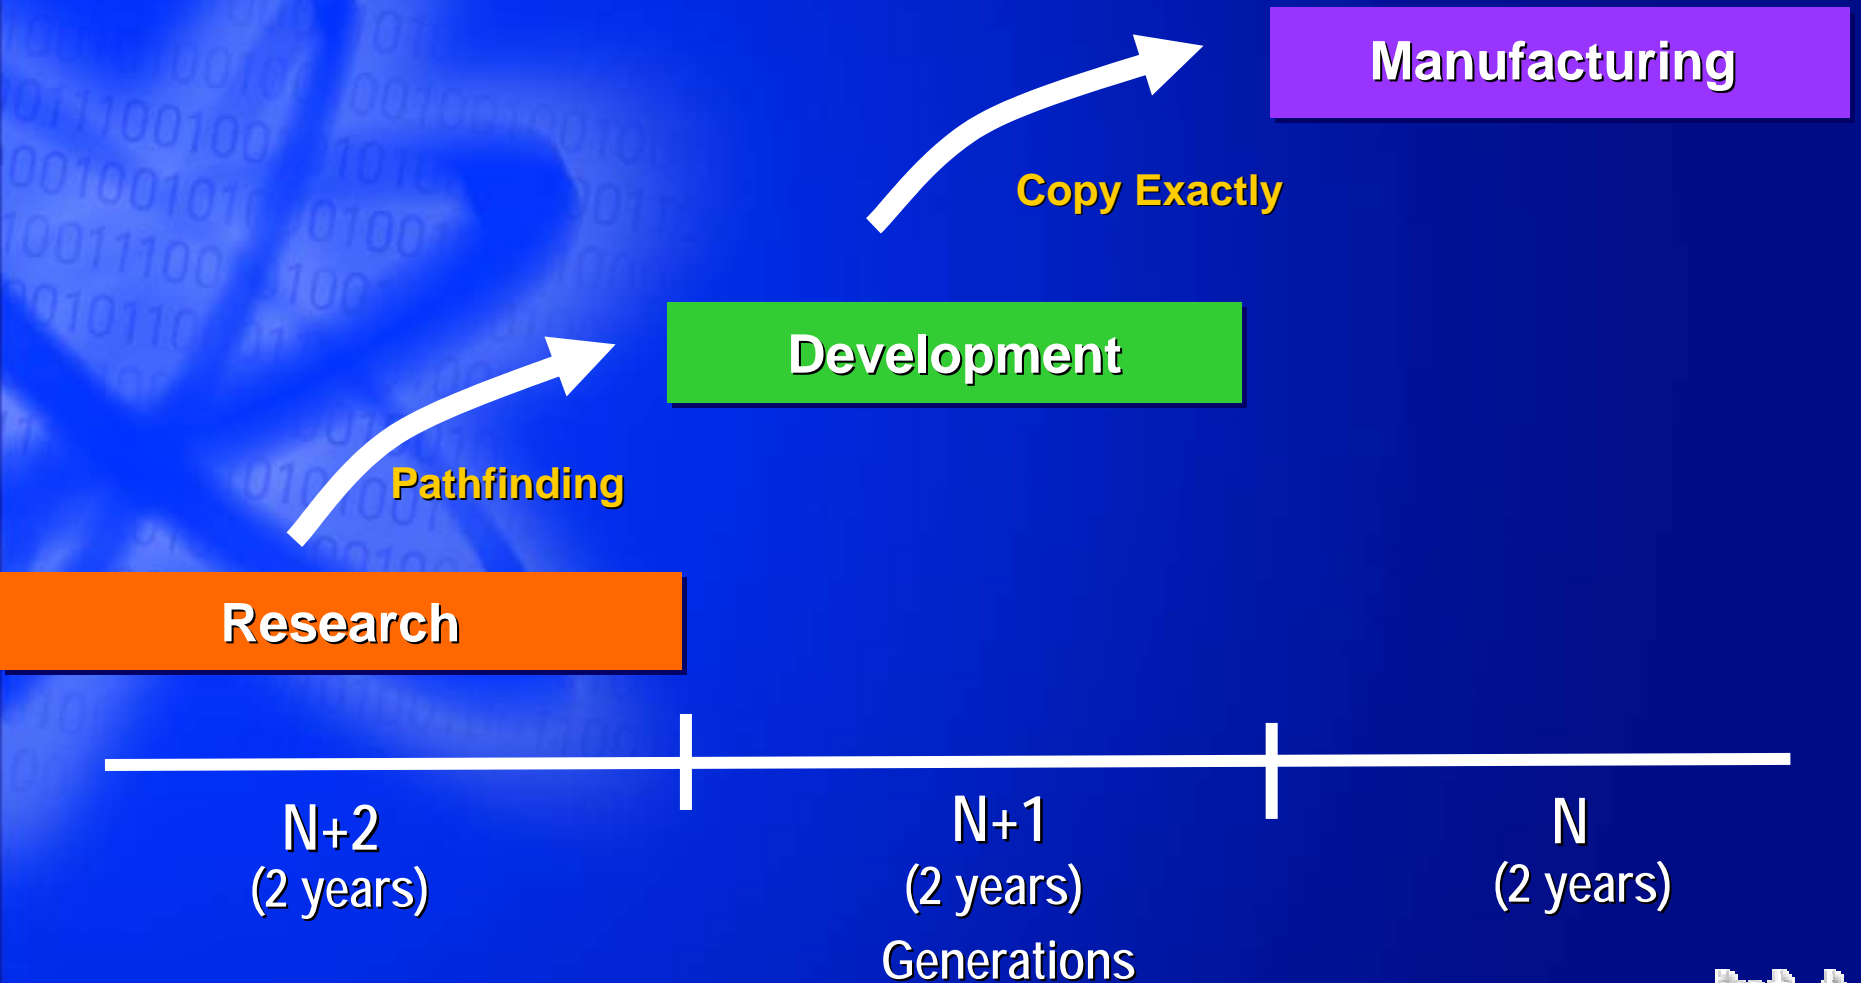 Manufacturing
Copy Exactly
Development
Pathfinding
Research
N+2
(2 years)
N+1
(2 years)
N
(2 years)
Generations